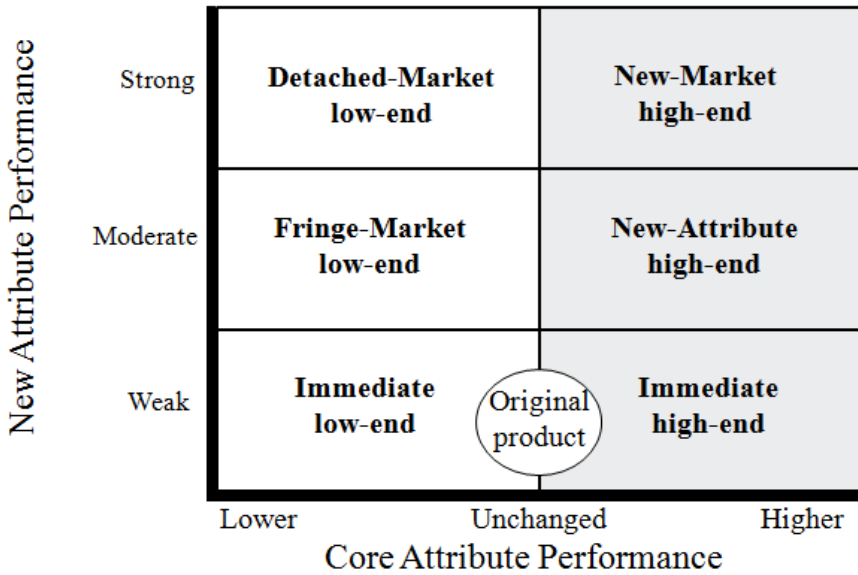 New Attribute Performance
Strong
Detached-Market
low-end
New-Market
high-end
Moderate
Fringe-Market
low-end
New-Attribute
high-end
Weak
Immediate
low-end
Original
product
Immediate
high-end
Lower
Unchanged
Higher
Core Attribute Performance